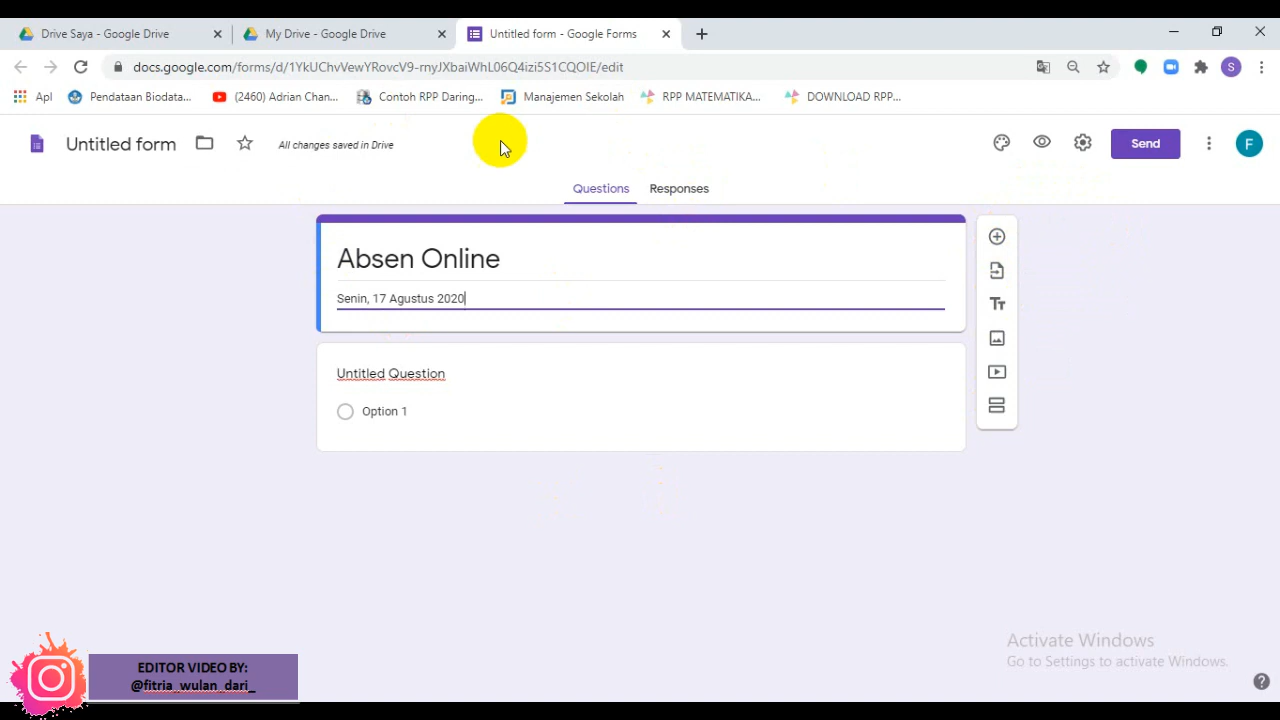 Drive Saya - Google Drive
My Drive - Google Drive
Untitled form - Google Forms
docs.google.com/forms/d/1YkUChvVewYRovcV9-rnyJXbaiWhL06Q4izi5S1CQOlE/edit
S
Apl
Pendataan Biodata...
(2460) Adrian Chan...
Contoh RPP Daring...
Manajemen Sekolah
RPP MATEMATIKA...
DOWNLOAD RPP...
Untitled form
All changes saved in Drive
Send
F
Questions
Responses
Absen Online
Senin, 17 Agustus 2020
Untitled Question
Option 1
Activate Windows
Go to Settings to activate Windows.
EDITOR VIDEO BY:
@fitria_wulan_dari_